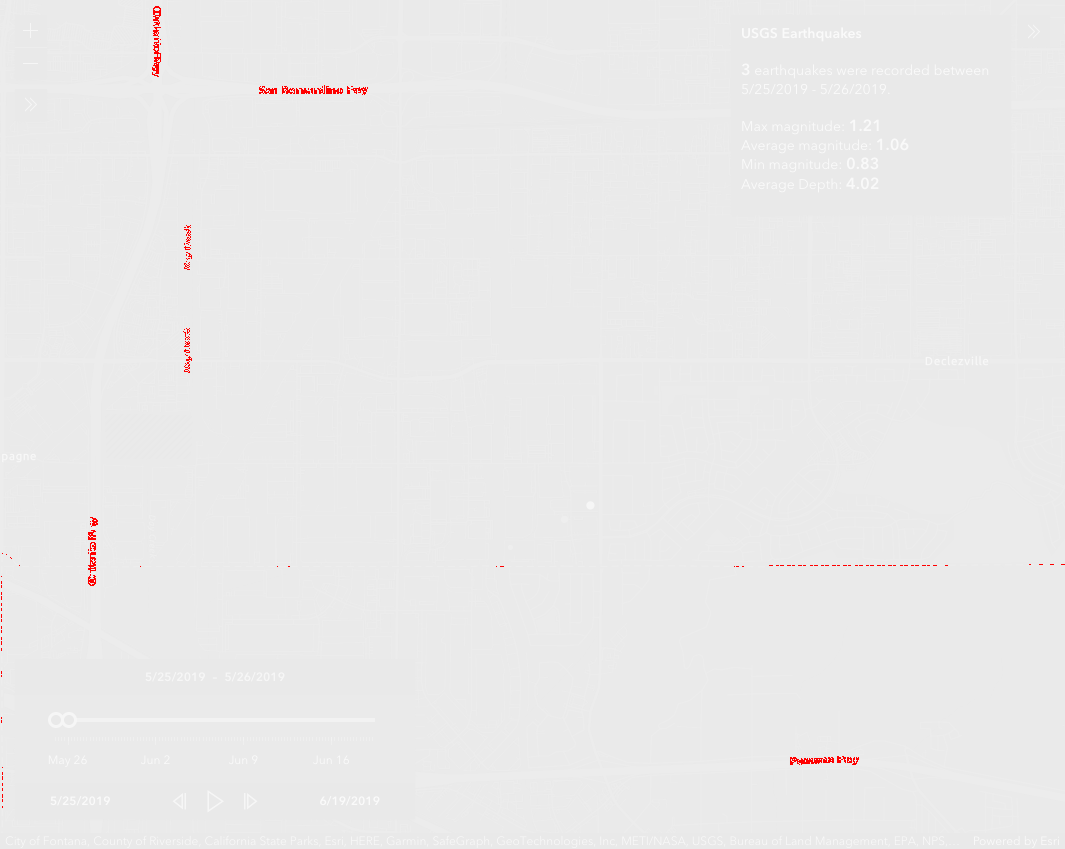 USGS Earthquakes
3 earthquakes were recorded between
5/25/2019 - 5/26/2019.
Max magnitude: 1.21
Average magnitude: 1.06
Min magnitude: 0.83
Average Depth: 4.02
San Bernardino Fwy
Declezville
pagne
5/25/2019 - 5/26/2019
May 26 Jun 2 Jun 9 Jun 16
5/25/2019 6/19/2019
City of Fontana, County of Riverside, California State Parks, Esri, HERE, Garmin, SafeGraph, GeoTechnologies, Inc, METI/NASA, USGS, Bureau of Land Management, EPA, NPS... Powered by Esri